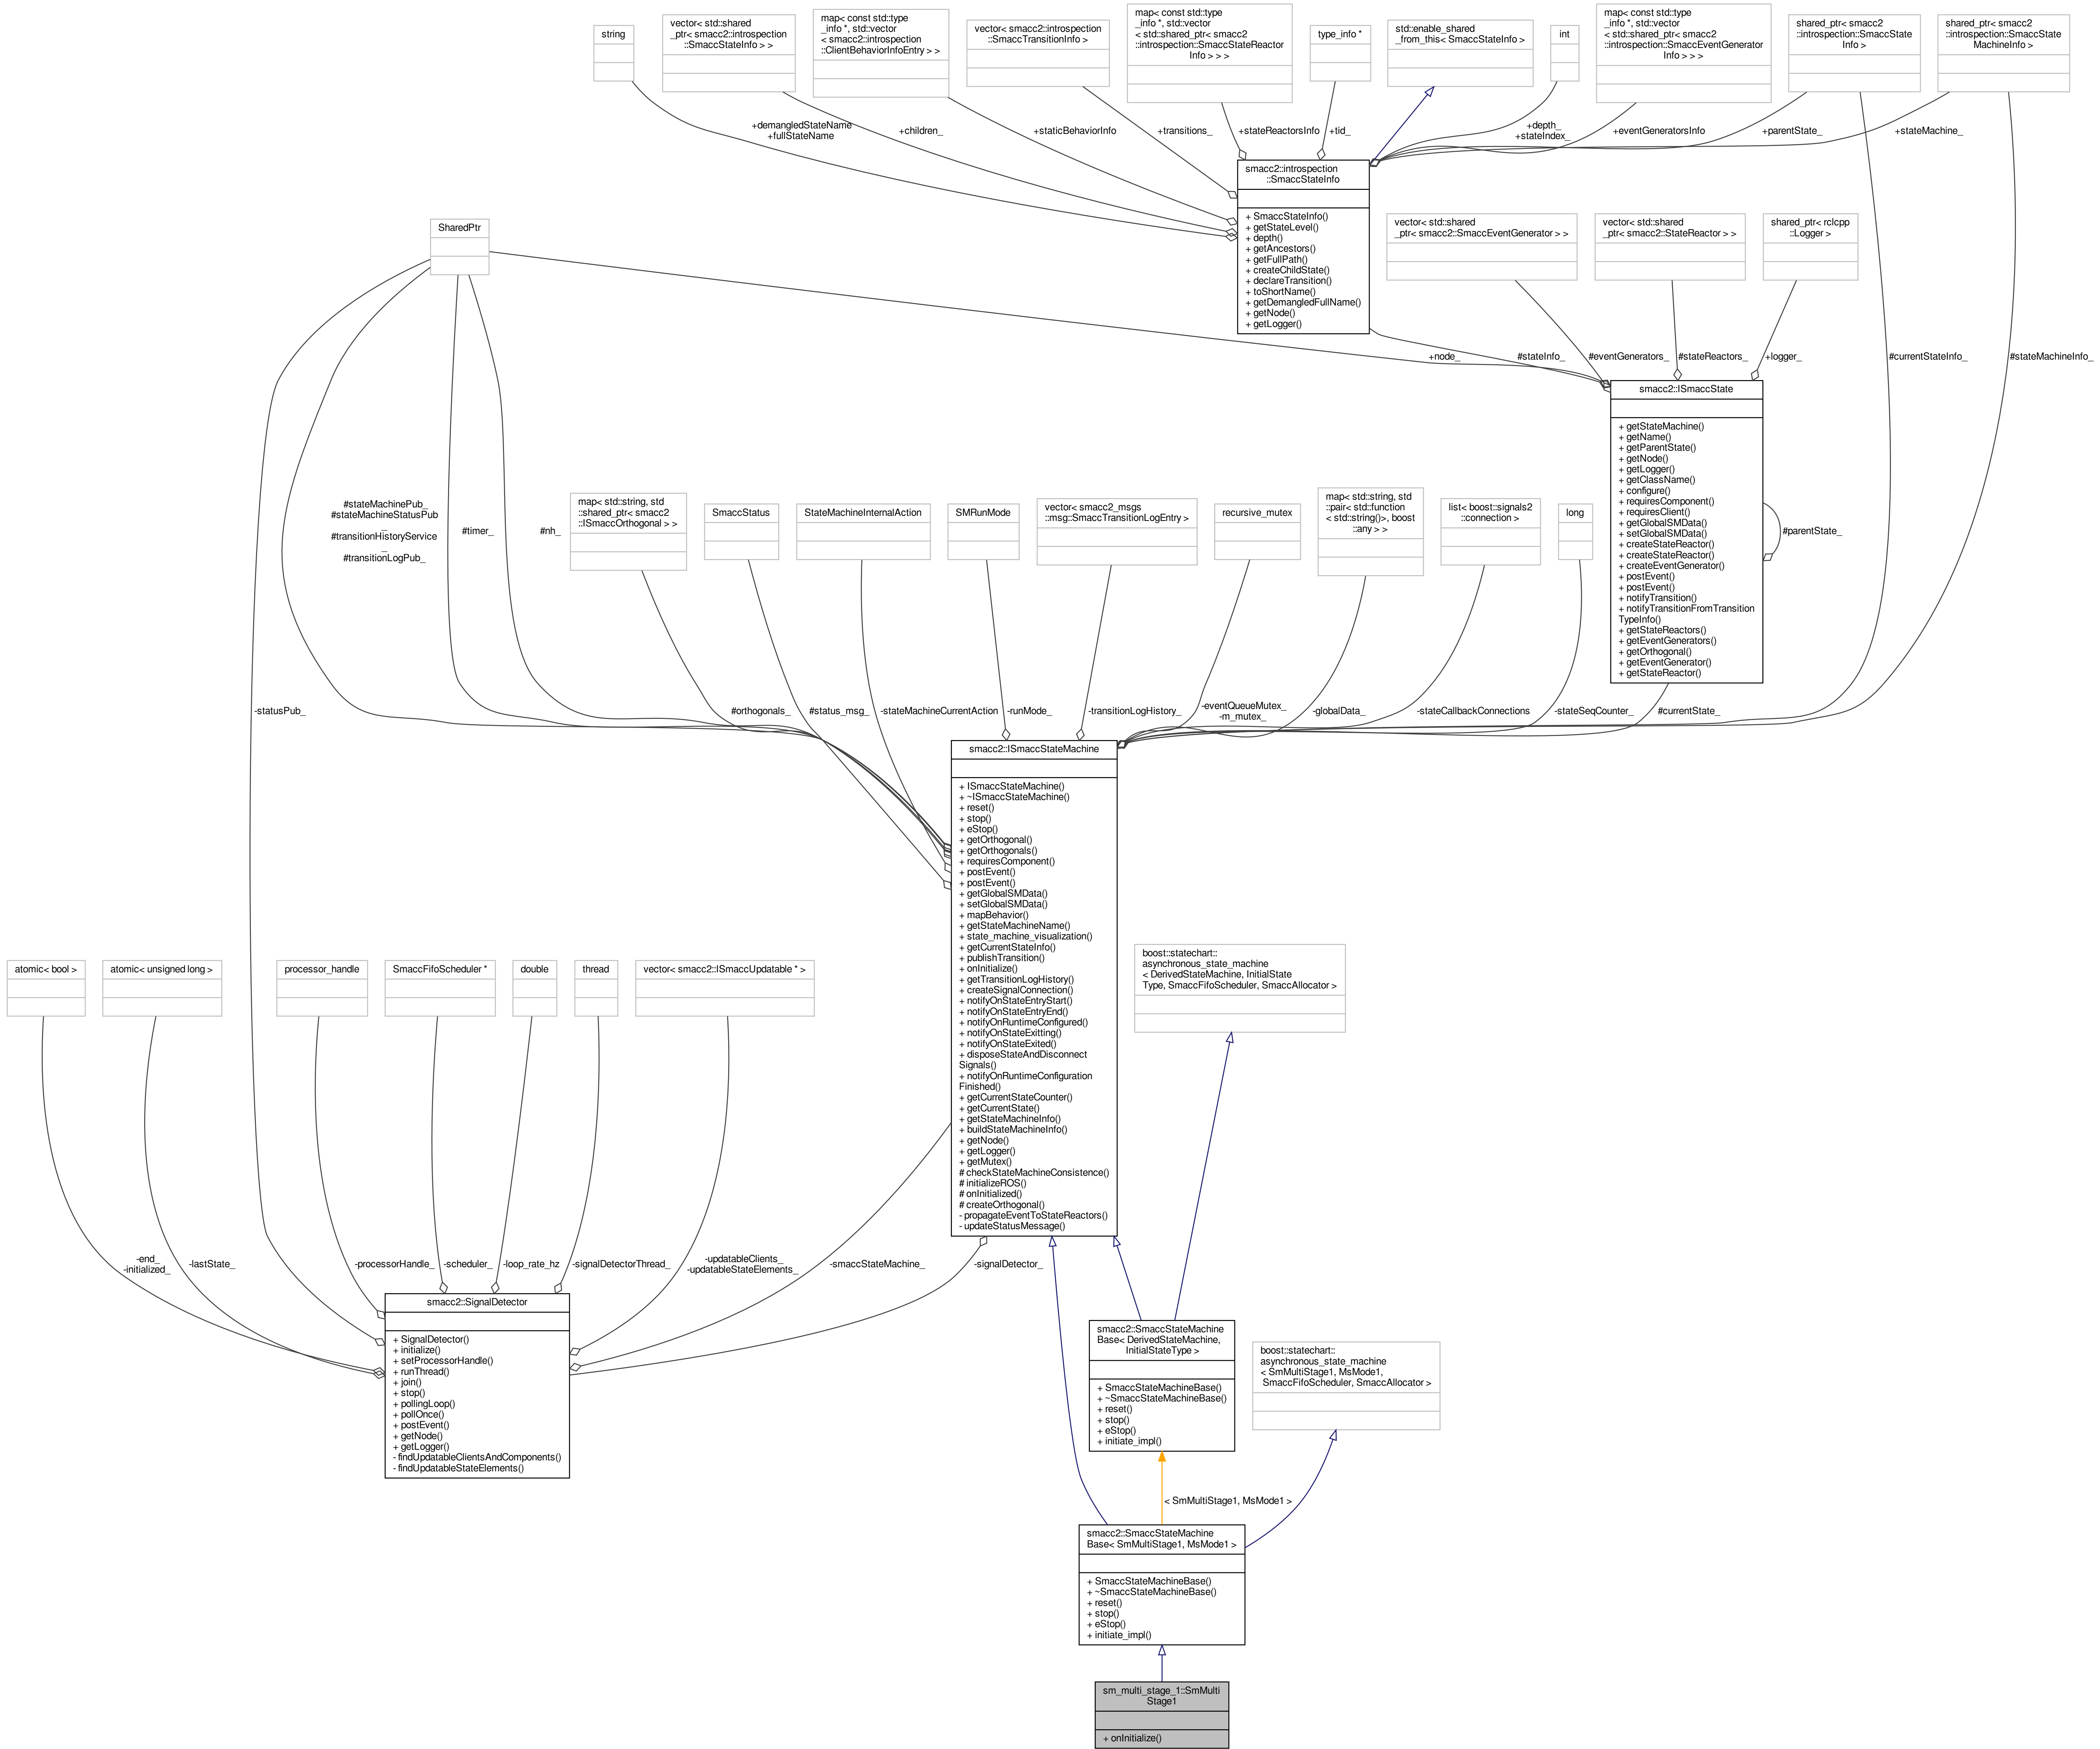 string
vector< std::shared
_ptr< smacc2::introspection
::SmaccStateInfo > >
map< const std::type
_info *, std::vector
< smacc2::introspection
::ClientBehaviorInfoEntry > >
vector< smacc2::introspection
::SmaccTransitionInfo >
map< const std::type
_info *, std::vector
< std::shared_ptr< smacc2
::introspection::SmaccStateReactor
Info > > >
type_info *
std::enable_shared
_from_this< SmaccStateInfo >
int
map< const std::type
_info *, std::vector
< std::shared_ptr< smacc2
::introspection::SmaccEventGenerator
Info > > >
shared_ptr< smacc2
::introspection::SmaccState
Info >
shared_ptr< smacc2
::introspection::SmaccState
MachineInfo >
+demangledStateName
+fullStateName
+children_
+staticBehaviorInfo
+transitions_
+stateReactorsInfo
+tid_
+depth_
+stateIndex_
+eventGeneratorsInfo
+parentState_
+stateMachine_
smacc2::introspection
::SmaccStateInfo
+ SmaccStateInfo()
+ getStateLevel()
+ depth()
+ getAncestors()
+ getFullPath()
+ createChildState()
+ declareTransition()
+ toShortName()
+ getDemangledFullName()
+ getNode()
+ getLogger()
SharedPtr
vector< std::shared
_ptr< smacc2::SmaccEventGenerator > >
vector< std::shared
_ptr< smacc2::StateReactor > >
shared_ptr< rclcpp
::Logger >
+node_
#stateInfo_
#eventGenerators_
#stateReactors_
+logger_
#currentStateInfo_
#stateMachineInfo_
smacc2::ISmaccState
+ getStateMachine()
+ getName()
+ getParentState()
+ getNode()
+ getLogger()
+ getClassName()
+ configure()
+ requiresComponent()
+ requiresClient()
+ getGlobalSMData()
+ setGlobalSMData()
+ createStateReactor()
+ createStateReactor()
+ createEventGenerator()
+ postEvent()
+ postEvent()
+ notifyTransition()
+ notifyTransitionFromTransition
TypeInfo()
+ getStateReactors()
+ getEventGenerators()
+ getOrthogonal()
+ getEventGenerator()
+ getStateReactor()
#parentState_
#stateMachinePub_
#stateMachineStatusPub
_
#transitionHistoryService
_
#transitionLogPub_
#timer_
#nh_
map< std::string, std
::shared_ptr< smacc2
::ISmaccOrthogonal > >
SmaccStatus
StateMachineInternalAction
SMRunMode
vector< smacc2_msgs
::msg::SmaccTransitionLogEntry >
recursive_mutex
map< std::string, std
::pair< std::function
< std::string()>, boost
::any > >
list< boost::signals2
::connection >
long
-statusPub_
#orthogonals_
#status_msg_
-stateMachineCurrentAction
-runMode_
-transitionLogHistory_
-eventQueueMutex_
-m_mutex_
-globalData_
-stateCallbackConnections
-stateSeqCounter_
#currentState_
smacc2::ISmaccStateMachine
+ ISmaccStateMachine()
+ ~ISmaccStateMachine()
+ reset()
+ stop()
+ eStop()
+ getOrthogonal()
+ getOrthogonals()
+ requiresComponent()
+ postEvent()
+ postEvent()
+ getGlobalSMData()
+ setGlobalSMData()
+ mapBehavior()
+ getStateMachineName()
+ state_machine_visualization()
+ getCurrentStateInfo()
+ publishTransition()
+ onInitialize()
+ getTransitionLogHistory()
+ createSignalConnection()
+ notifyOnStateEntryStart()
+ notifyOnStateEntryEnd()
+ notifyOnRuntimeConfigured()
+ notifyOnStateExitting()
+ notifyOnStateExited()
+ disposeStateAndDisconnect
Signals()
+ notifyOnRuntimeConfiguration
Finished()
+ getCurrentStateCounter()
+ getCurrentState()
+ getStateMachineInfo()
+ buildStateMachineInfo()
+ getNode()
+ getLogger()
+ getMutex()
# checkStateMachineConsistence()
# initializeROS()
# onInitialized()
# createOrthogonal()
- propagateEventToStateReactors()
- updateStatusMessage()
atomic< bool >
atomic< unsigned long >
processor_handle
SmaccFifoScheduler *
double
thread
vector< smacc2::ISmaccUpdatable * >
boost::statechart::
asynchronous_state_machine
< DerivedStateMachine, InitialState
Type, SmaccFifoScheduler, SmaccAllocator >
-end_
-initialized_
-lastState_
-processorHandle_
-scheduler_
-loop_rate_hz
-signalDetectorThread_
-updatableClients_
-updatableStateElements_
-smaccStateMachine_
-signalDetector_
smacc2::SignalDetector
+ SignalDetector()
+ initialize()
+ setProcessorHandle()
+ runThread()
+ join()
+ stop()
+ pollingLoop()
+ pollOnce()
+ postEvent()
+ getNode()
+ getLogger()
- findUpdatableClientsAndComponents()
- findUpdatableStateElements()
smacc2::SmaccStateMachine
Base< DerivedStateMachine,
InitialStateType >
+ SmaccStateMachineBase()
+ ~SmaccStateMachineBase()
+ reset()
+ stop()
+ eStop()
+ initiate_impl()
boost::statechart::
asynchronous_state_machine
< SmMultiStage1, MsMode1,
SmaccFifoScheduler, SmaccAllocator >
< SmMultiStage1, MsMode1 >
smacc2::SmaccStateMachine
Base< SmMultiStage1, MsMode1 >
+ SmaccStateMachineBase()
+ ~SmaccStateMachineBase()
+ reset()
+ stop()
+ eStop()
+ initiate_impl()
sm_multi_stage_1::SmMulti
Stage1
+ onInitialize()